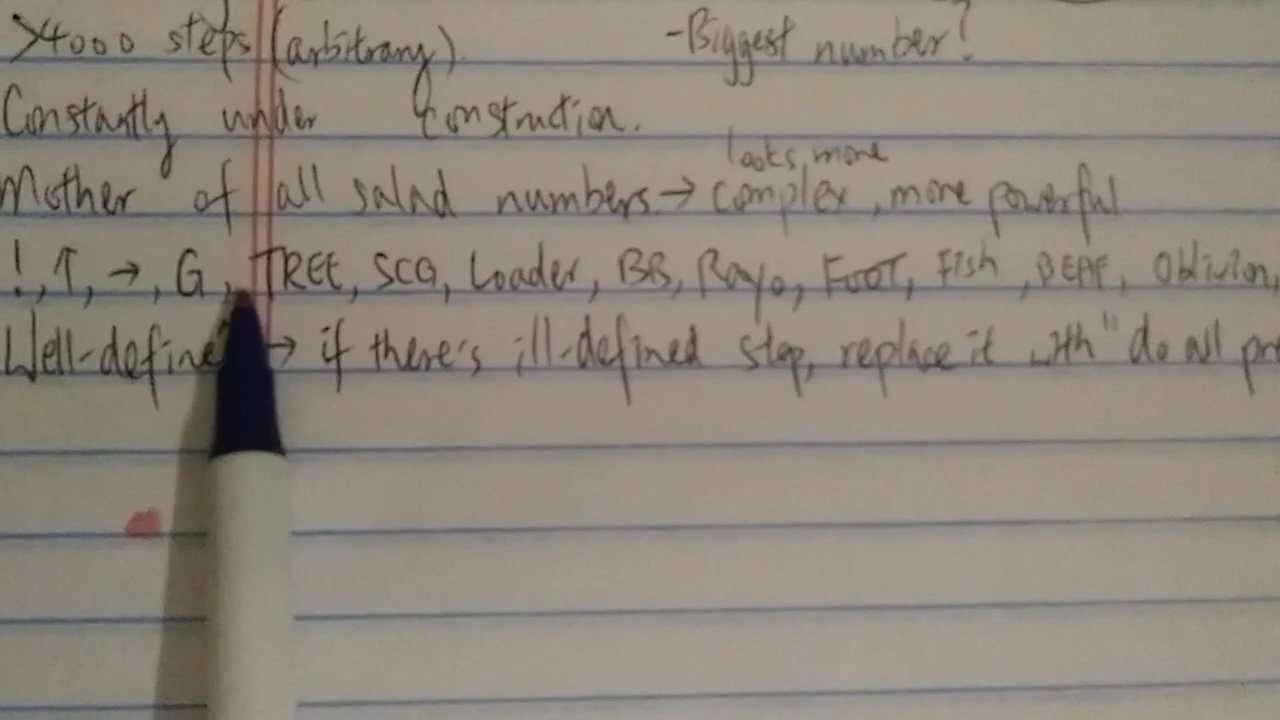 >4000 steps (arbitrary). -Biggest number?
Constantly under construction.
looks more
Mother of all salad numbers → complex, more powerful
!, ↑, →, G, TREE, SCG, Loader, BB, Rayo, FOOT, Fish, BEAF, Oblivion,
Well-define → if there's ill-defined step, replace it with "do all pr